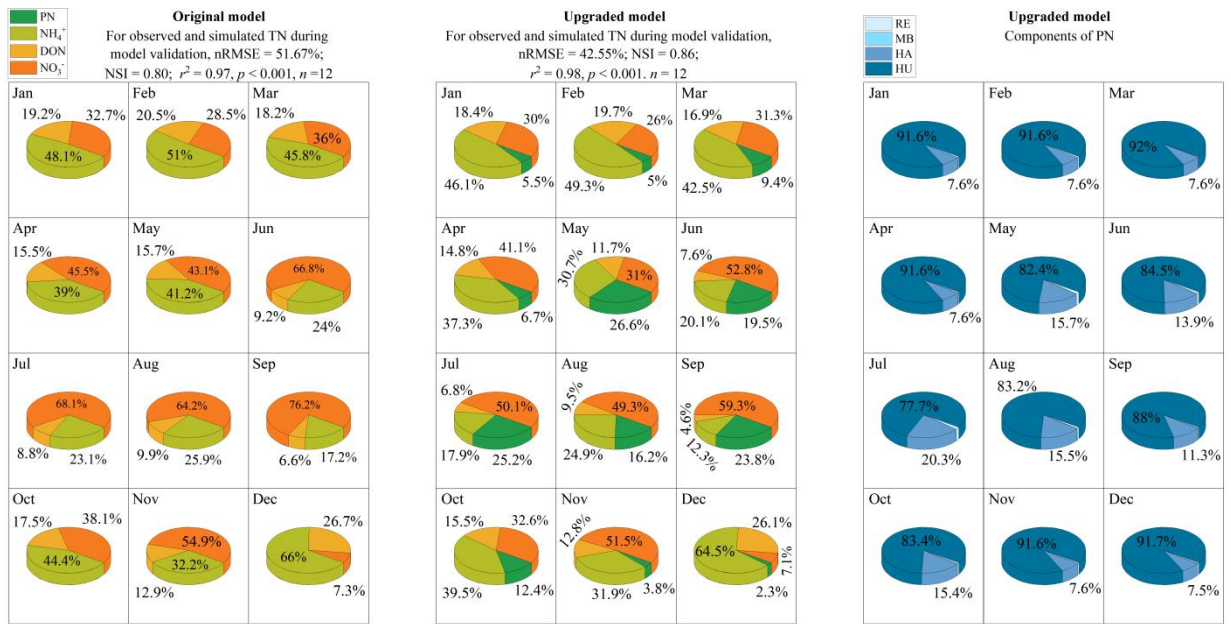 PN
NH₄⁺
DON
NO₃⁻
Original model
For observed and simulated TN during
model validation, nRMSE = 51.67%;
NSI = 0.80; r² = 0.97, p < 0.001, n =12
Jan
19.2%
32.7%
48.1%
Feb
20.5%
28.5%
51%
Mar
18.2%
36%
45.8%
Apr
15.5%
45.5%
39%
May
15.7%
43.1%
41.2%
Jun
66.8%
9.2%
24%
Jul
68.1%
8.8%
23.1%
Aug
64.2%
9.9%
25.9%
Sep
76.2%
6.6%
17.2%
Oct
17.5%
38.1%
44.4%
Nov
54.9%
32.2%
12.9%
Dec
26.7%
66%
7.3%
Upgraded model
For observed and simulated TN during model validation,
nRMSE = 42.55%; NSI = 0.86;
r² = 0.98, p < 0.001. n = 12
Jan
18.4%
30%
46.1%
5.5%
Feb
19.7%
26%
49.3%
5%
Mar
16.9%
31.3%
42.5%
9.4%
Apr
14.8%
41.1%
37.3%
6.7%
May
11.7%
30.7%
31%
26.6%
Jun
7.6%
52.8%
20.1%
19.5%
Jul
6.8%
50.1%
17.9%
25.2%
Aug
9.5%
49.3%
24.9%
16.2%
Sep
59.3%
4.6%
12.3%
23.8%
Oct
15.5%
32.6%
39.5%
12.4%
Nov
12.8%
51.5%
31.9%
3.8%
Dec
26.1%
64.5%
7.1%
2.3%
RE
MB
HA
HU
Upgraded model
Components of PN
Jan
91.6%
7.6%
Feb
91.6%
7.6%
Mar
92%
7.6%
Apr
91.6%
7.6%
May
82.4%
15.7%
Jun
84.5%
13.9%
Jul
77.7%
20.3%
Aug
83.2%
15.5%
Sep
88%
11.3%
Oct
83.4%
15.4%
Nov
91.6%
7.6%
Dec
91.7%
7.5%